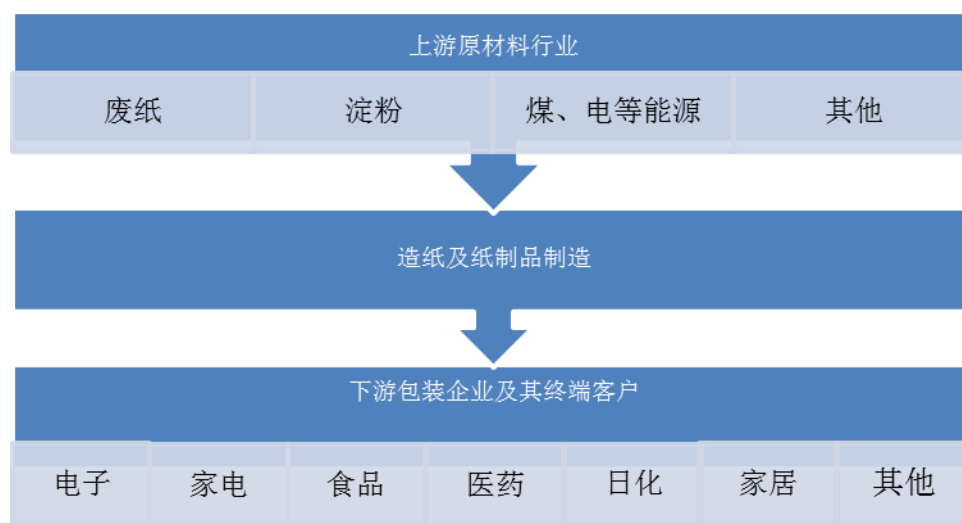 上游原材料行业
废纸 淀粉 煤、电等能源 其他
造纸及纸制品制造
下游包装企业及其终端客户
电子 家电 食品 医药 日化 家居 其他